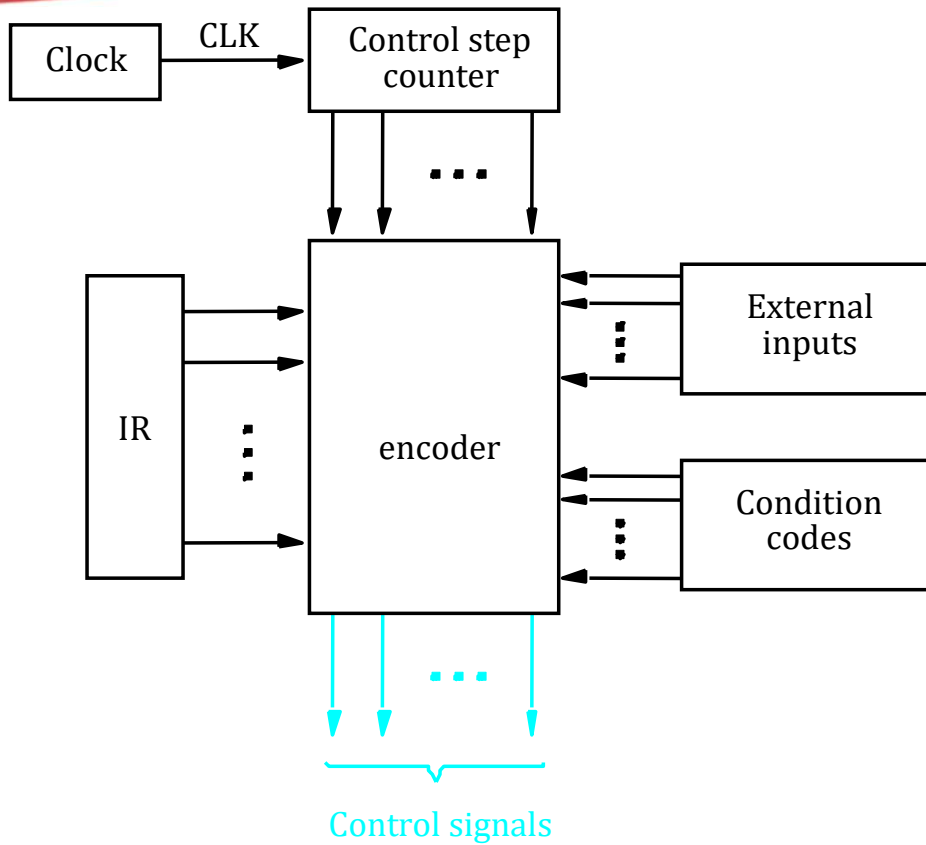 Clock
CLK
Control step
counter
IR
encoder
External
inputs
Condition
codes
Control signals